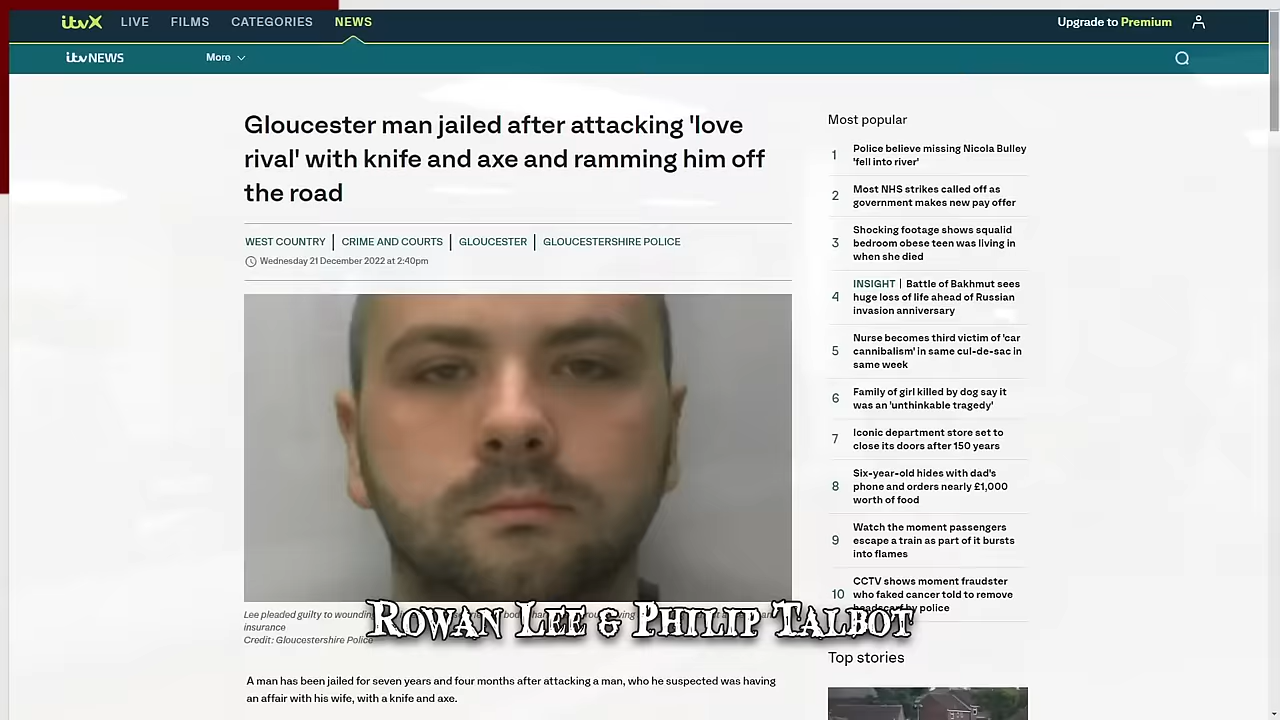 itvX LIVE FILMS CATEGORIES NEWS Upgrade to Premium
itv NEWS More
Gloucester man jailed after attacking 'love
rival' with knife and axe and ramming him off
the road
WEST COUNTRY | CRIME AND COURTS | GLOUCESTER | GLOUCESTERSHIRE POLICE
Wednesday 21 December 2022 at 2:40pm
Lee pleaded guilty to wounding
insurance
Credit: Gloucestershire Police
ROWAN LEE & PHILIP TALBOT
A man has been jailed for seven years and four months after attacking a man, who he suspected was having
an affair with his wife, with a knife and axe.
Most popular
1 Police believe missing Nicola Bulley
'fell into river'
2 Most NHS strikes called off as
government makes new pay offer
3 Shocking footage shows squalid
bedroom obese teen was living in
when she died
4 INSIGHT | Battle of Bakhmut sees
huge loss of life ahead of Russian
invasion anniversary
5 Nurse becomes third victim of 'car
cannibalism' in same cul-de-sac in
same week
6 Family of girl killed by dog say it
was an 'unthinkable tragedy'
7 Iconic department store set to
close its doors after 150 years
8 Six-year-old hides with dad's
phone and orders nearly £1,000
worth of food
9 Watch the moment passengers
escape a train as part of it bursts
into flames
10 CCTV shows moment fraudster
who faked cancer told to remove
headscarf by police
Top stories